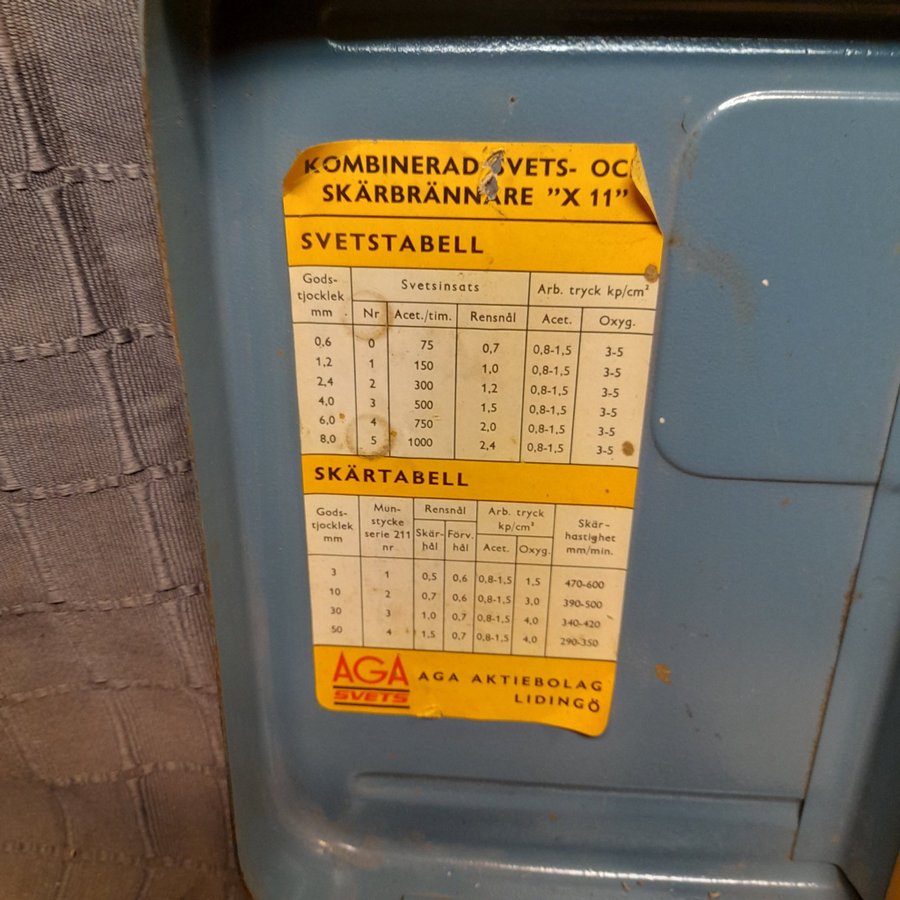 KOMBINERAD SVETS- OC
SKÄRBRÄNNARE "X 11"
SVETSTABELL
Gods-
tjocklek
mm
Svetsinsats
Arb. tryck kp/cm²
Nr Acet./tim. Rensnål Acet. Oxyg.
0,6 0 75 0,7 0,8-1,5 3-5
1,2 1 150 1,0 0,8-1,5 3-5
2,4 2 300 1,2 0,8-1,5 3-5
4,0 3 500 1,5 0,8-1,5 3-5
6,0 4 750 2,0 0,8-1,5 3-5
8,0 5 1000 2,4 0,8-1,5 3-5
SKÄRTABELL
Gods-
tjocklek
mm
Mun-
stycke
serie 211
nr
Rensnål
Skär-
hål
Förv.
hål
Arb. tryck
kp/cm²
Acet. Oxyg.
Skär-
hastighet
mm/min.
3 1 0,5 0,6 0,8-1,5 1,5 470-600
10 2 0,7 0,6 0,8-1,5 3,0 390-500
30 3 1,0 0,7 0,8-1,5 4,0 340-420
50 4 1,5 0,7 0,8-1,5 4,0 290-350
AGA
SVETS
AGA AKTIEBOLAG
LIDINGÖ